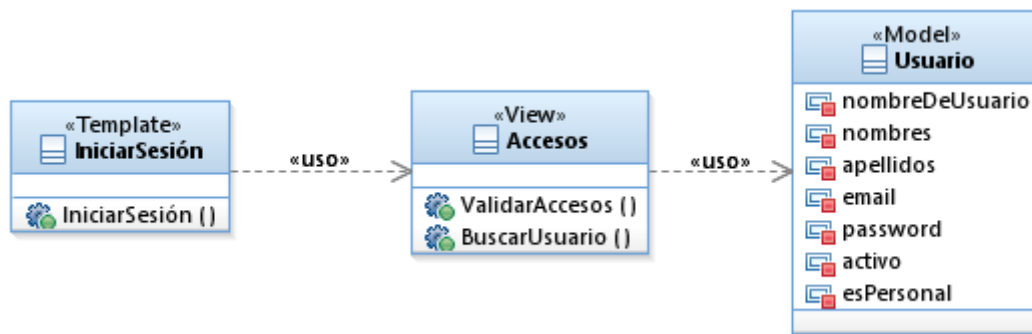 «Template»
IniciarSesión
IniciarSesión ()
«uso»
«View»
Accesos
ValidarAccesos ()
BuscarUsuario ()
«uso»
«Model»
Usuario
nombreDeUsuario
nombres
apellidos
email
password
activo
esPersonal